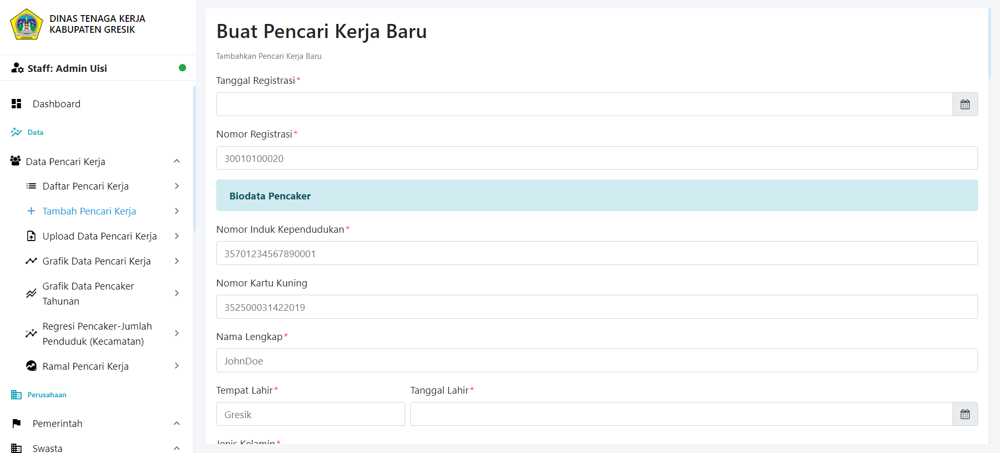 DINAS TENAGA KERJA
KABUPATEN GRESIK
GRESIK
Staff: Admin Uisi
Dashboard
Data
Data Pencari Kerja
Daftar Pencari Kerja
Tambah Pencari Kerja
Upload Data Pencari Kerja
Grafik Data Pencari Kerja
Grafik Data Pencaker
Tahunan
Regresi Pencaker-Jumlah
Penduduk (Kecamatan)
Ramal Pencari Kerja
Perusahaan
Pemerintah
Swasta
Buat Pencari Kerja Baru
Tambahkan Pencari Kerja Baru
Tanggal Registrasi*
Nomor Registrasi*
30010100020
Biodata Pencaker
Nomor Induk Kependudukan*
35701234567890001
Nomor Kartu Kuning
352500031422019
Nama Lengkap*
JohnDoe
Tempat Lahir* Tanggal Lahir*
Gresik
Jenis Kelamin*